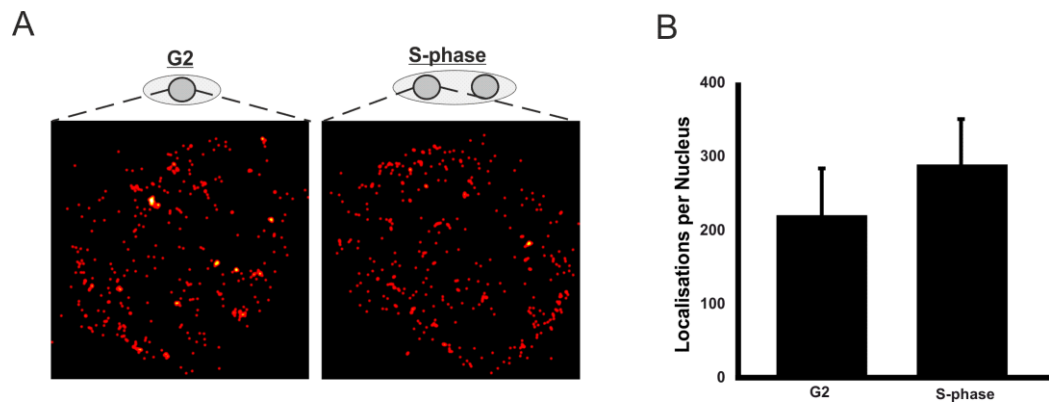 A
G2
S-phase
B
Localisations per Nucleus
400
300
200
100
0
G2
S-phase